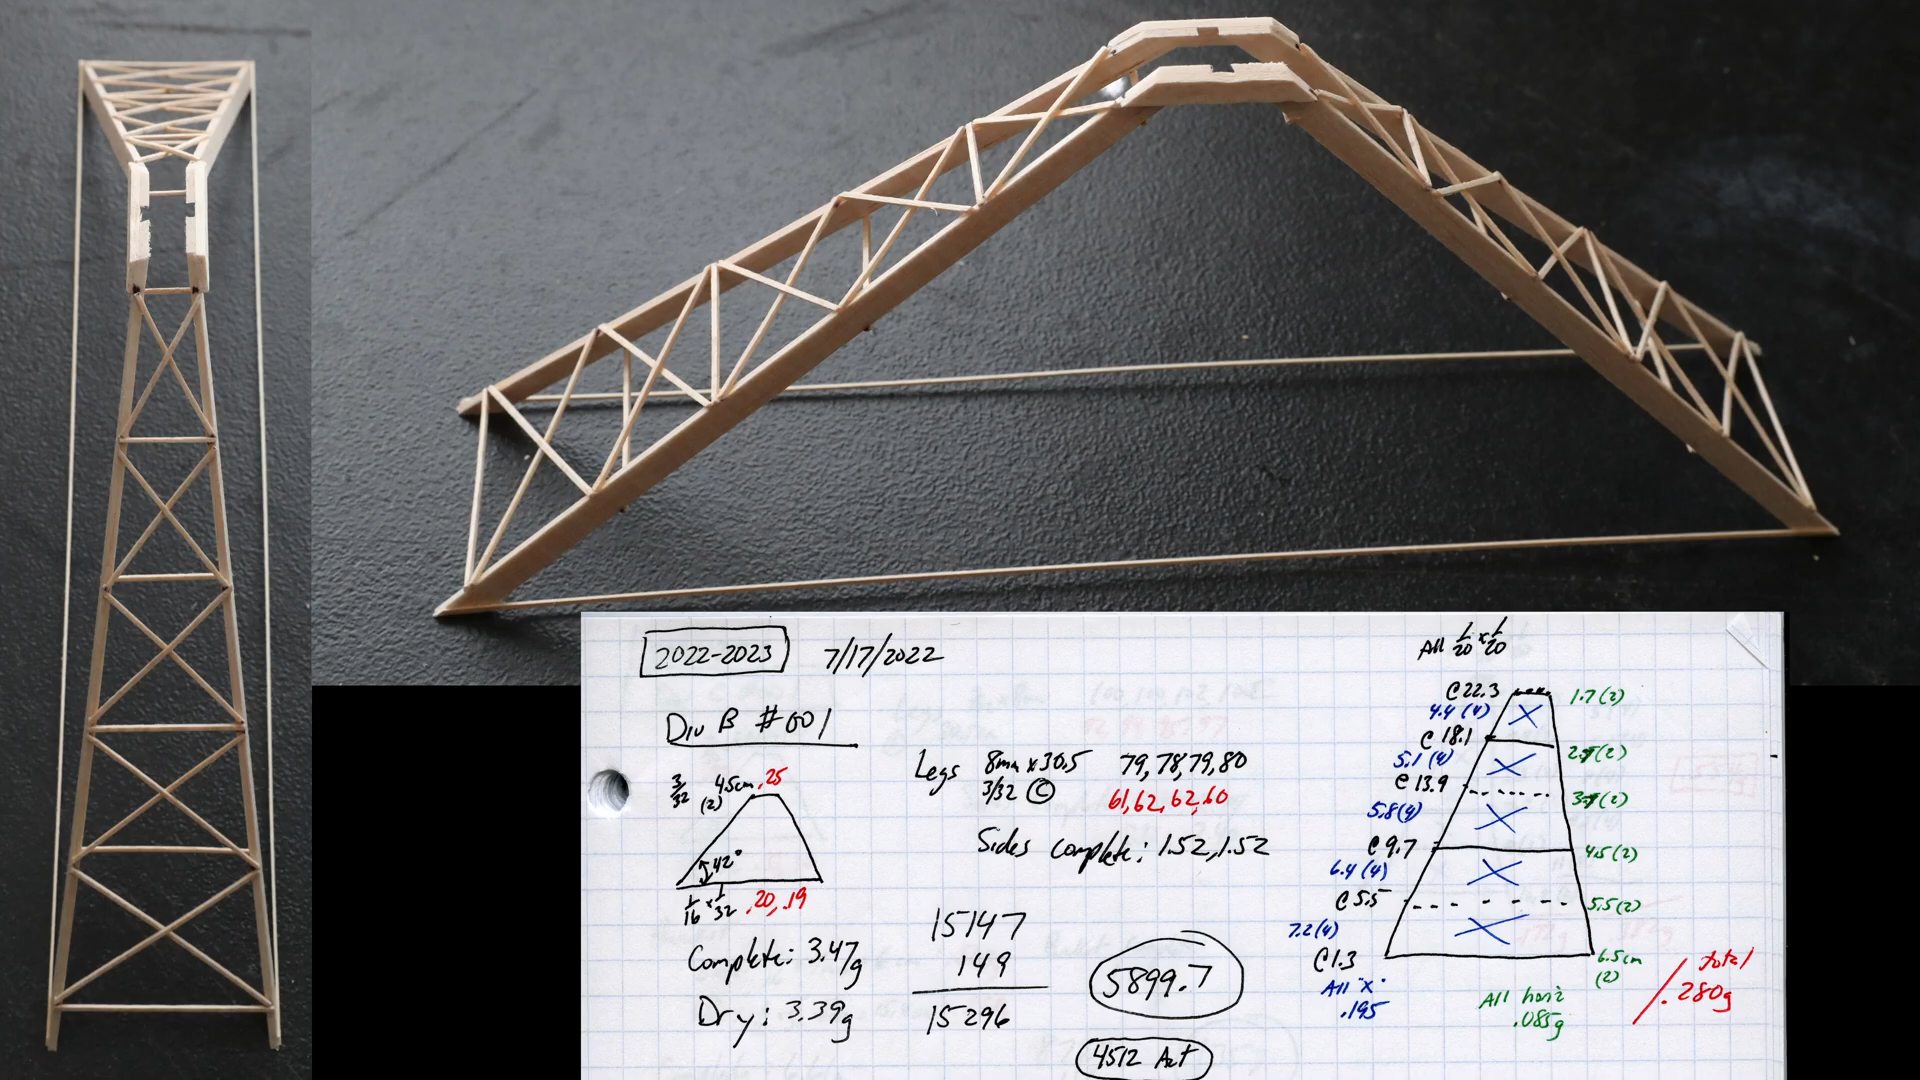 2022-2023 7/17/2022
Div B #001
3/32 (2) 4.5cm, .25
42°
1/16 x 1/32 .20, .19
Complete: 3.47g
Dry: 3.39g
Legs 8mm x 30.5 79, 78, 79, 80
3/32 © 61, 62, 62, 60
Sides complete: 1.52, 1.52
15147
149
15296
5899.7
4512 Act
All 1/20 x 1/20
@ 22.3 1.7 (2)
4.4 (4)
@ 18.1
5.1 (4)
@ 13.9
5.8 (4)
@ 9.7 4.5 (2)
6.4 (4)
@ 5.5 5.5 (2)
7.2 (4)
@ 1.3 6.5cm (2)
All "x" .195
All horiz .085g
total .280g